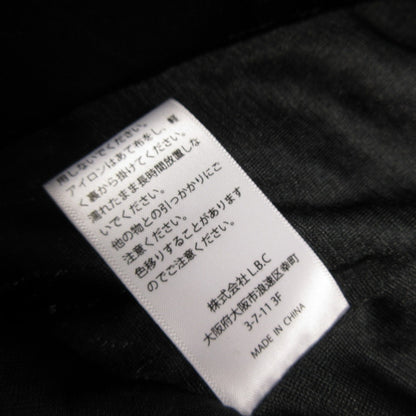 用しないでください。
アイロンはあて布をし、軽
く裏から掛けてください。
濡れたまま長時間放置しな
いでください。
他の物との引っかかりにご
注意ください。
色移りすることがあります
のでご注意ください。
株式会社 L.B.C
大阪府大阪市浪速区幸町
3-7-11 3F
MADE IN CHINA